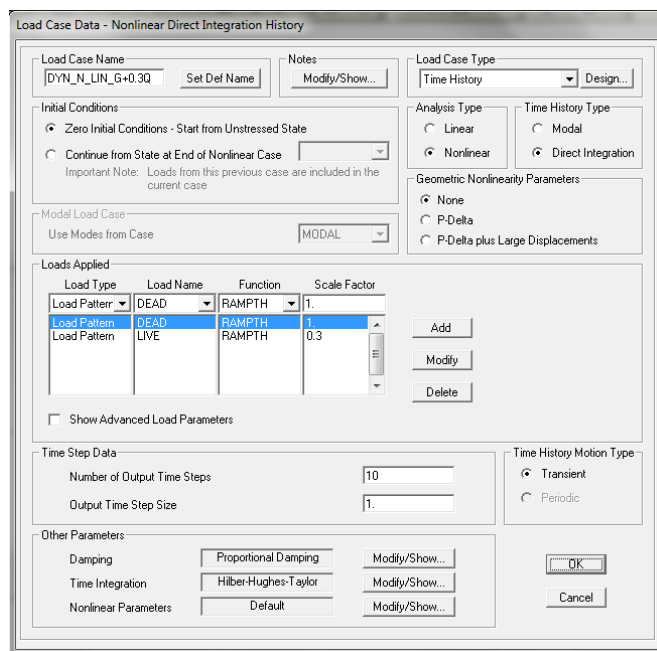 Load Case Data - Nonlinear Direct Integration History
Load Case Name
DYN_N_LIN_G+0.3Q
Set Def Name
Notes
Modify/Show...
Load Case Type
Time History
Design...
Initial Conditions
Zero Initial Conditions - Start from Unstressed State
Continue from State at End of Nonlinear Case
Important Note: Loads from this previous case are included in the
current case
Analysis Type
Linear
Nonlinear
Time History Type
Modal
Direct Integration
Geometric Nonlinearity Parameters
None
P-Delta
P-Delta plus Large Displacements
Modal Load Case
Use Modes from Case
MODAL
Loads Applied
Load Type Load Name Function Scale Factor
Load Pattern DEAD RAMPTH 1.
Load Pattern DEAD RAMPTH 1.
Load Pattern LIVE RAMPTH 0.3
Add
Modify
Delete
Show Advanced Load Parameters
Time Step Data
Number of Output Time Steps 10
Output Time Step Size 1.
Time History Motion Type
Transient
Periodic
Other Parameters
Damping Proportional Damping Modify/Show...
Time Integration Hilber-Hughes-Taylor Modify/Show...
Nonlinear Parameters Default Modify/Show...
OK
Cancel